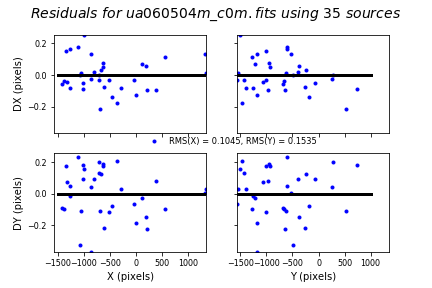 Residuals for ua060504m_c0m.fits using 35 sources
DX (pixels)
0.2
0.0
−0.2
RMS(X) = 0.1045, RMS(Y) = 0.1535
DY (pixels)
0.2
0.0
−0.2
−1500 −1000 −500 0 500 1000
−1500 −1000 −500 0 500 1000
X (pixels)
Y (pixels)